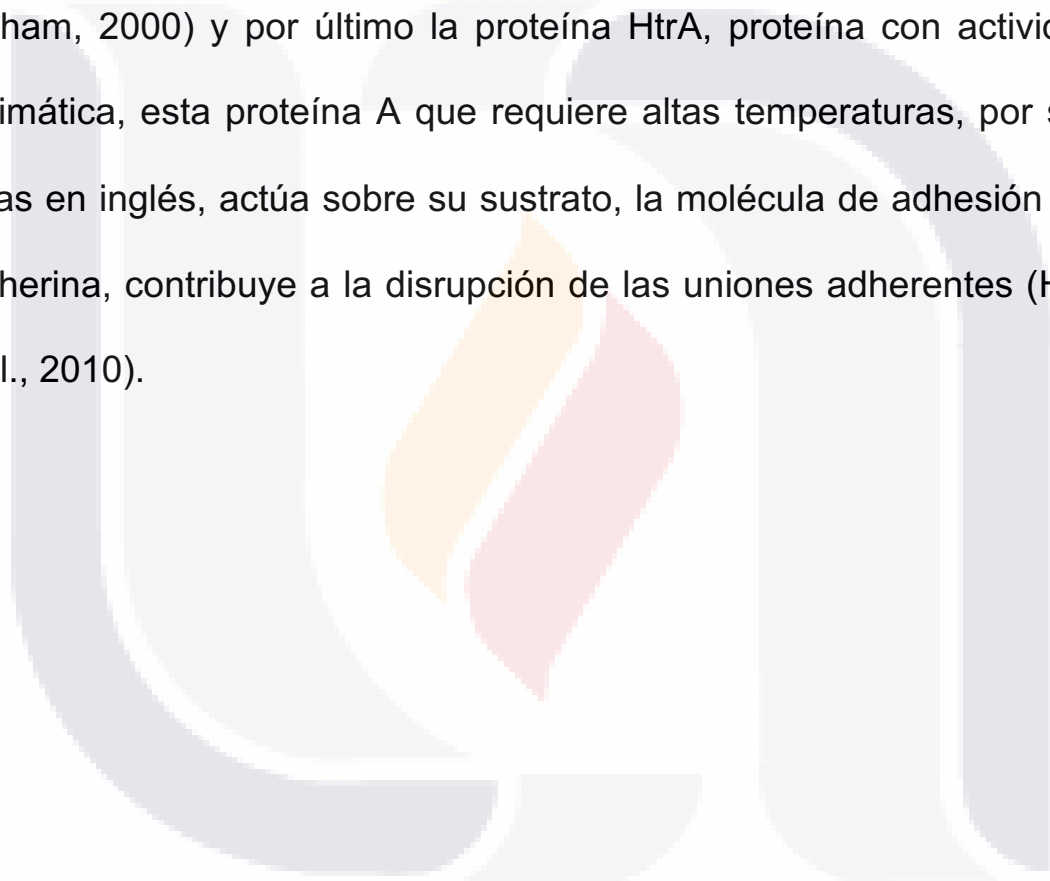 ham, 2000) y por último la proteína HtrA, proteína con activid
imática, esta proteína A que requiere altas temperaturas, por s
as en inglés, actúa sobre su sustrato, la molécula de adhesión
herina, contribuye a la disrupción de las uniones adherentes (H
l., 2010).